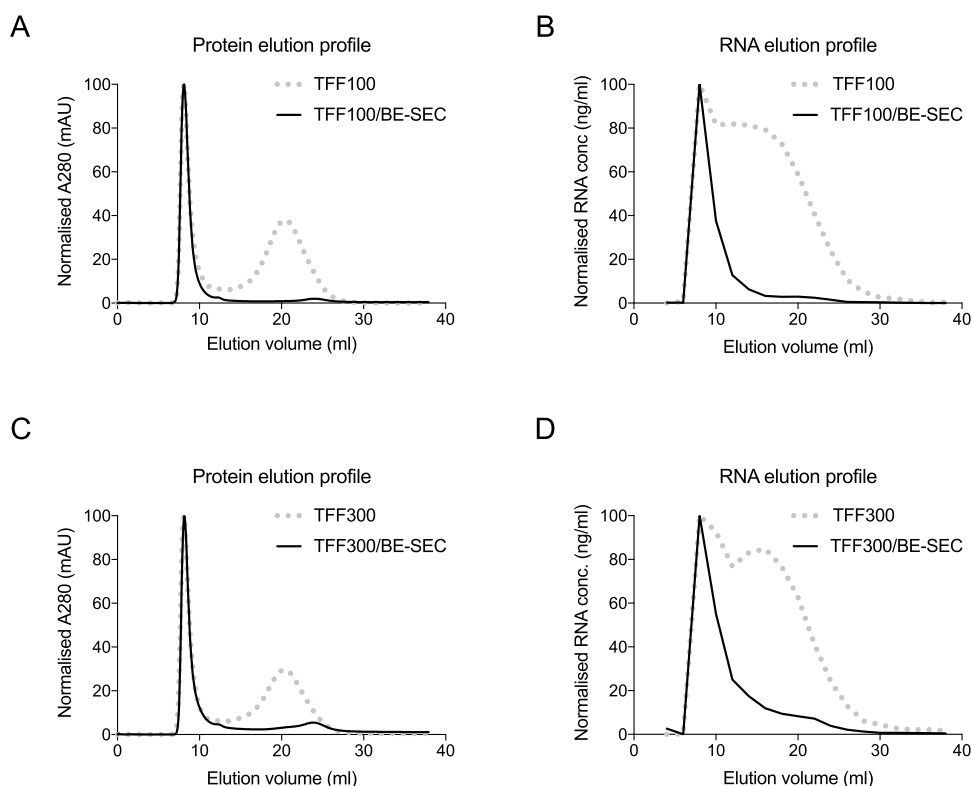 A
Protein elution profile
TFF100
TFF100/BE-SEC
Normalised A280 (mAU)
100
80
60
40
20
0
0 10 20 30 40
Elution volume (ml)
B
RNA elution profile
TFF100
TFF100/BE-SEC
Normalised RNA conc (ng/ml)
100
80
60
40
20
0
0 10 20 30 40
Elution volume (ml)
C
Protein elution profile
TFF300
TFF300/BE-SEC
Normalised A280 (mAU)
100
80
60
40
20
0
0 10 20 30 40
Elution volume (ml)
D
RNA elution profile
TFF300
TFF300/BE-SEC
Normalised RNA conc. (ng/ml)
100
80
60
40
20
0
0 10 20 30 40
Elution volume (ml)